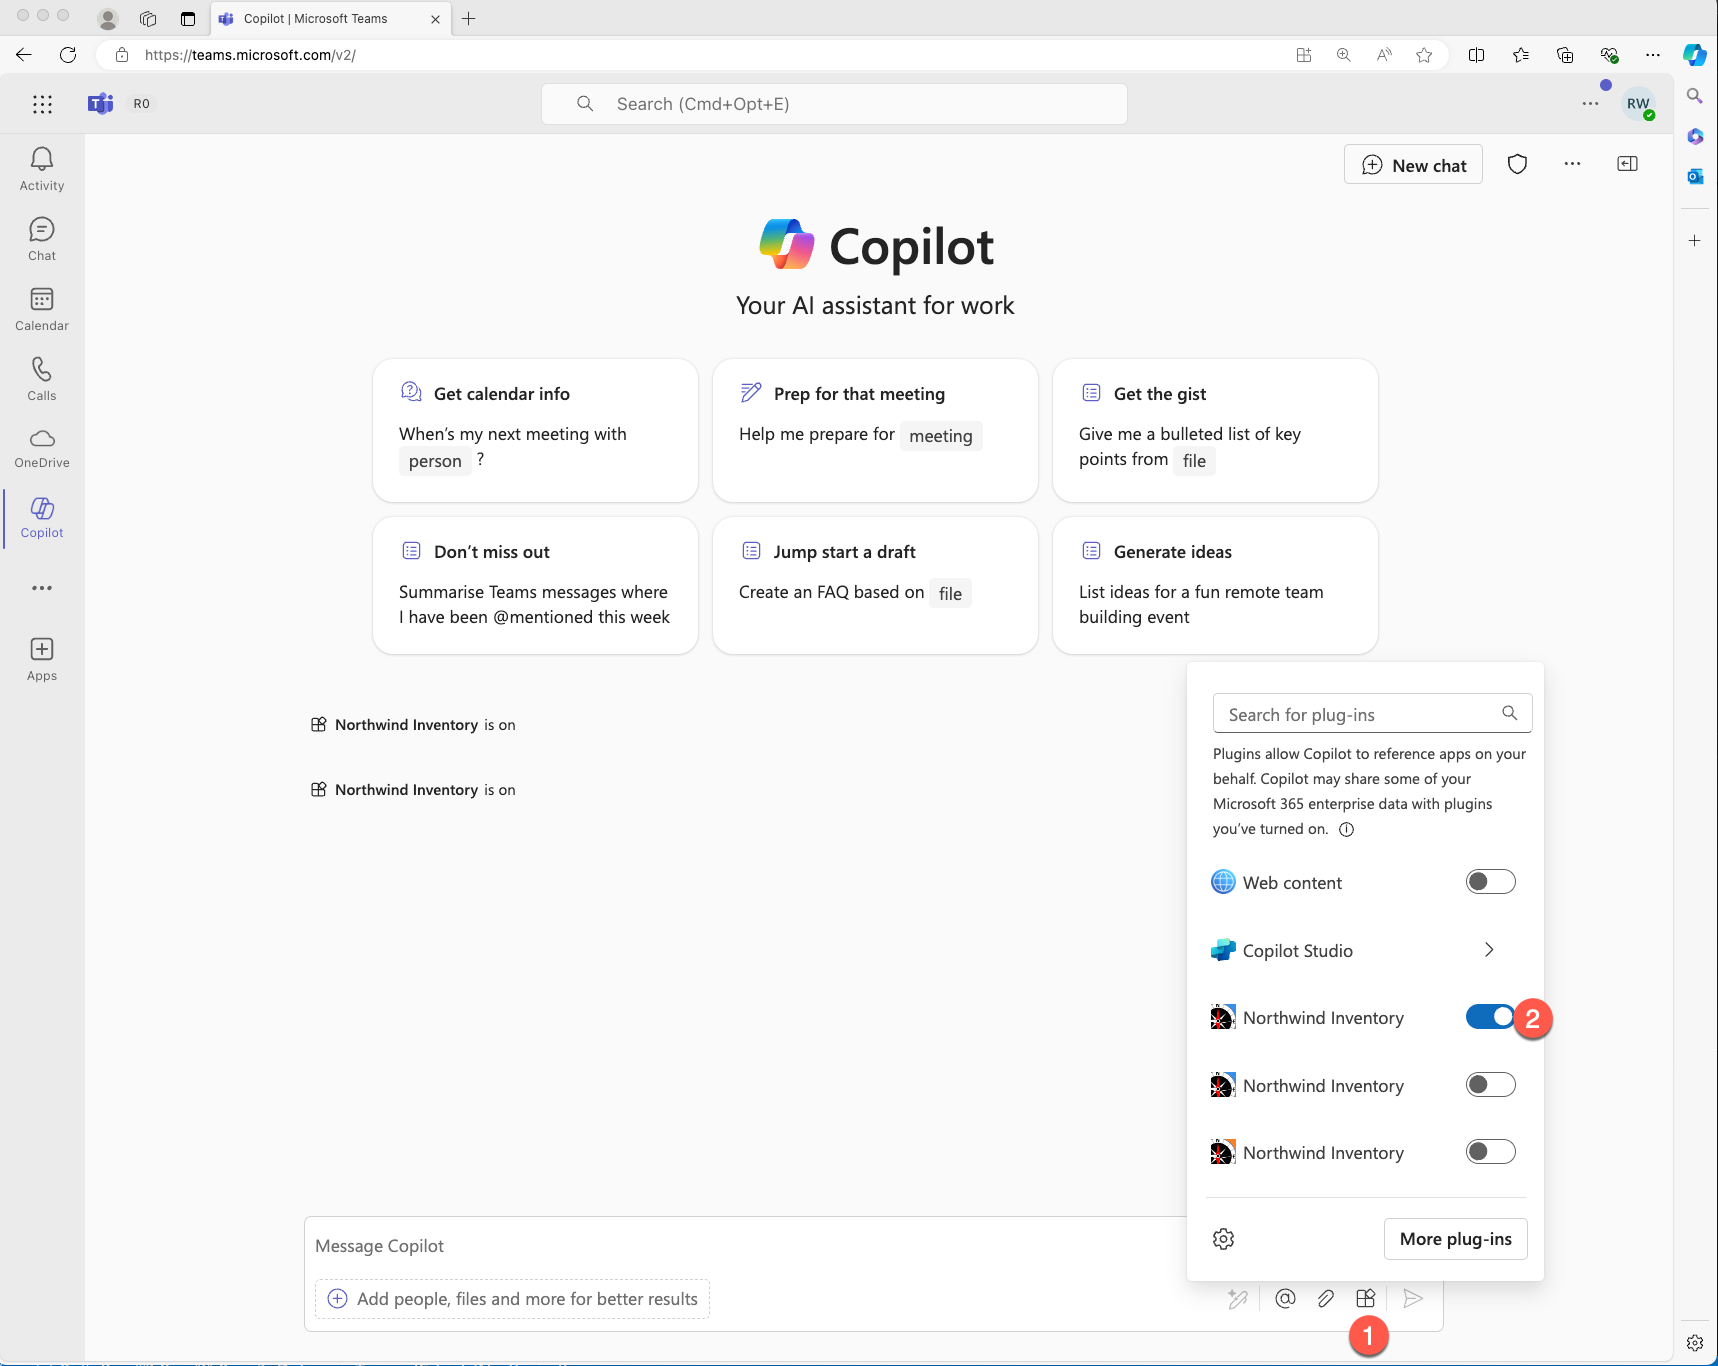 Copilot | Microsoft Teams
https://teams.microsoft.com/v2/
R0
Search (Cmd+Opt+E)
RW
Activity
Chat
Calendar
Calls
OneDrive
Copilot
Apps
New chat
Copilot
Your AI assistant for work
Get calendar info
When's my next meeting with
person ?
Prep for that meeting
Help me prepare for meeting
Get the gist
Give me a bulleted list of key
points from file
Don't miss out
Summarise Teams messages where
I have been @mentioned this week
Jump start a draft
Create an FAQ based on file
Generate ideas
List ideas for a fun remote team
building event
Northwind Inventory is on
Northwind Inventory is on
Search for plug-ins
Plugins allow Copilot to reference apps on your
behalf. Copilot may share some of your
Microsoft 365 enterprise data with plugins
you've turned on.
Web content
Copilot Studio
Northwind Inventory
2
Northwind Inventory
Northwind Inventory
More plug-ins
Message Copilot
Add people, files and more for better results
1